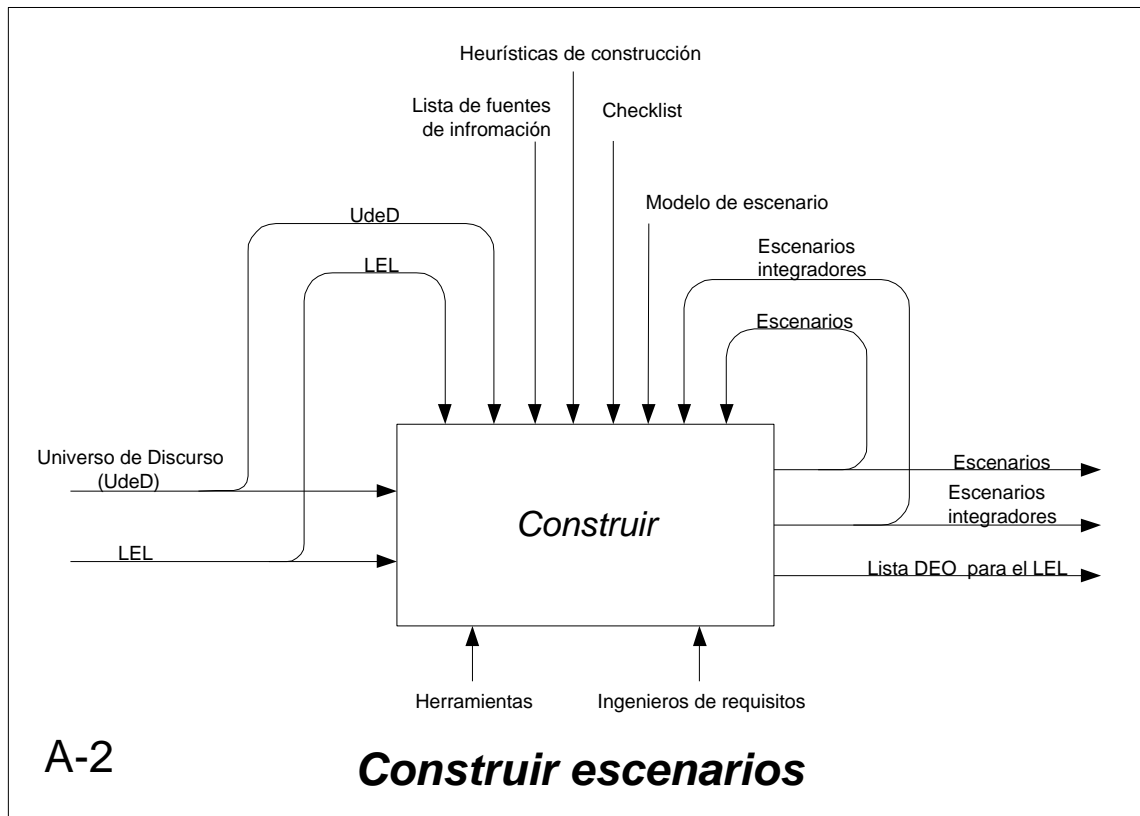 Heurísticas de construcción
Lista de fuentes
de infromación
Checklist
Modelo de escenario
UdeD
LEL
Escenarios
integradores
Escenarios
Universo de Discurso
(UdeD)
LEL
Construir
Escenarios
Escenarios
integradores
Lista DEO para el LEL
Herramientas
Ingenieros de requisitos
A-2
Construir escenarios